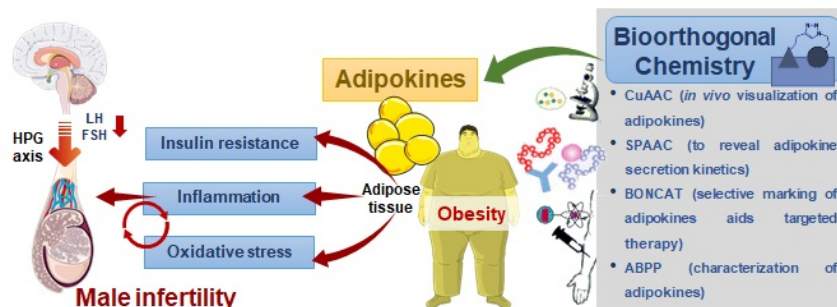 Bioorthogonal
Chemistry
Adipokines
• CuAAC (in vivo visualization of
adipokines)
• SPAAC (to reveal adipokine
secretion kinetics)
• BONCAT (selective marking of
adipokines aids targeted
therapy)
• ABPP (characterization of
adipokines)
LH
FSH
HPG
axis
Insulin resistance
Inflammation
Oxidative stress
Adipose
tissue
Obesity
Male infertility